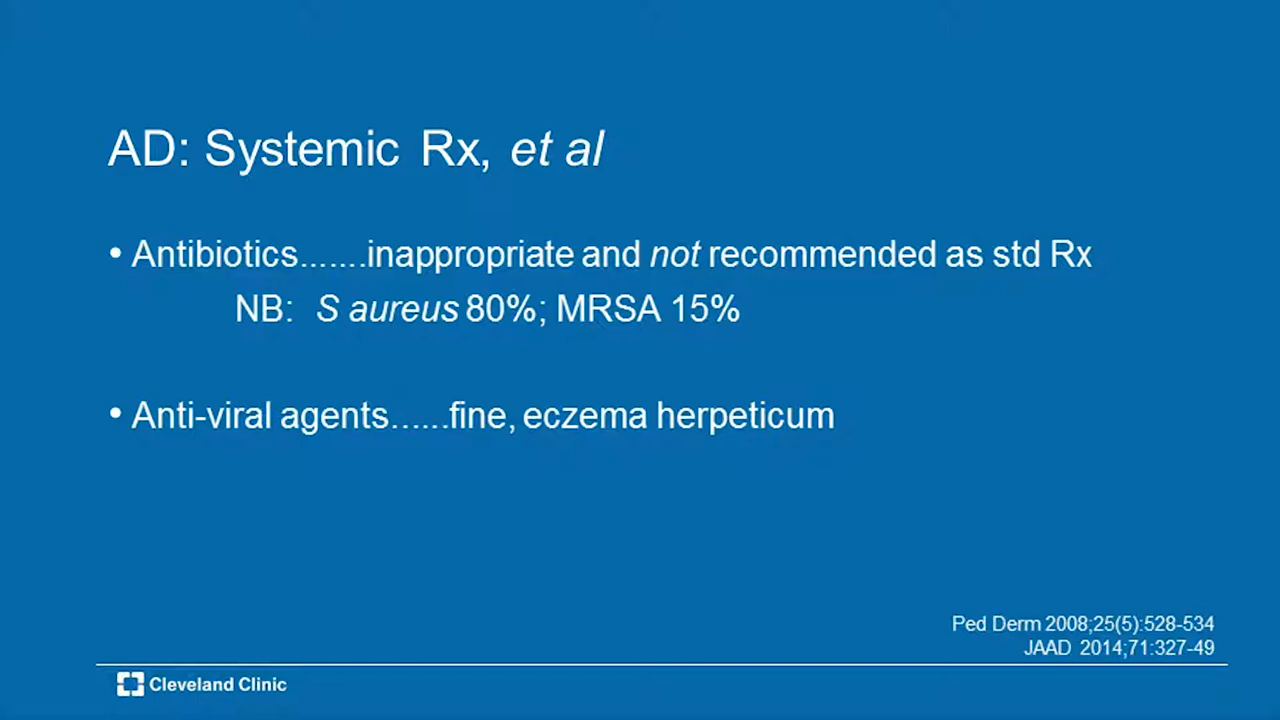 AD: Systemic Rx, et al
• Antibiotics.......inappropriate and not recommended as std Rx
NB: S aureus 80%; MRSA 15%
• Anti-viral agents......fine, eczema herpeticum
Ped Derm 2008;25(5):528-534
JAAD 2014;71:327-49
Cleveland Clinic